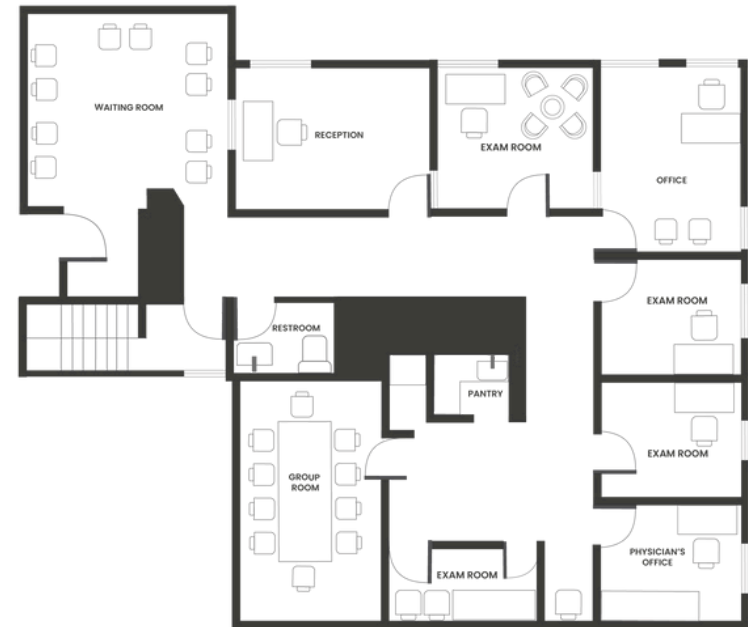 WAITING ROOM
RECEPTION
EXAM ROOM
OFFICE
EXAM ROOM
RESTROOM
PANTRY
EXAM ROOM
GROUP
ROOM
PHYSICIAN'S
OFFICE
EXAM ROOM